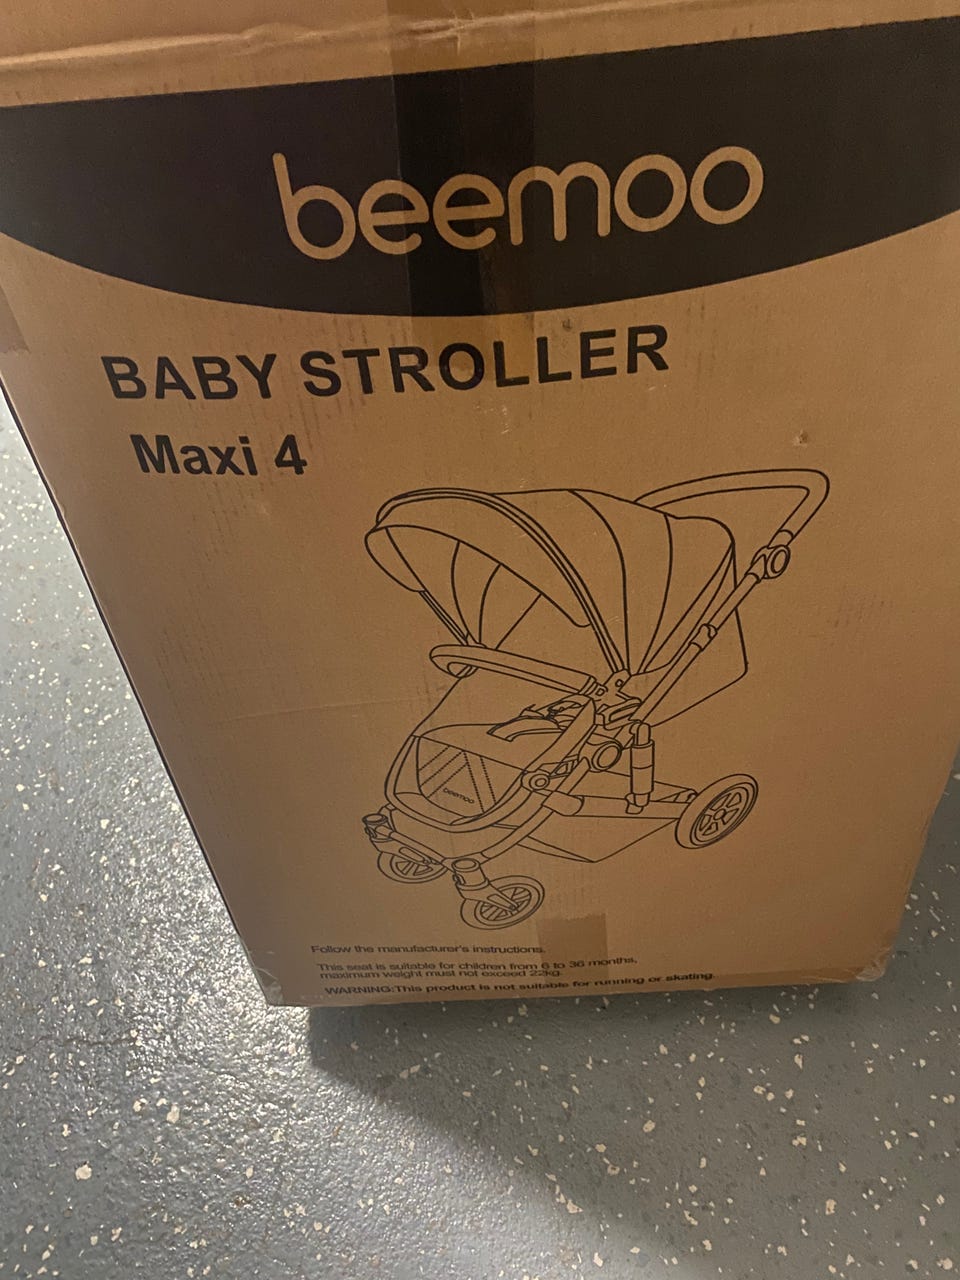 beemoo
BABY STROLLER
Maxi 4
beemoo
Follow the manufacturer's instructions.
This seat is suitable for children from 6 to 36 months,
maximum weight must not exceed 22kg.
WARNING:This product is not suitable for running or skating